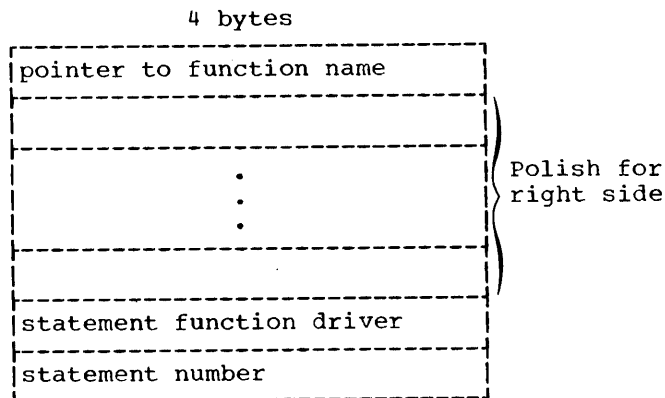 4 bytes
pointer to function name
Polish for
right side
statement function driver
statement number